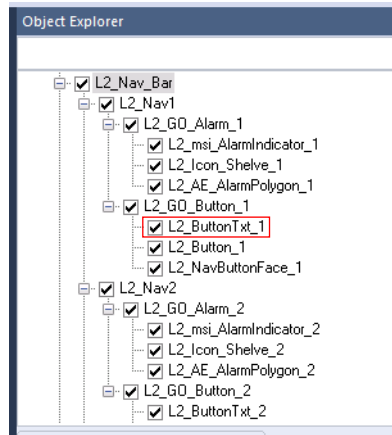 Object Explorer
L2_Nav_Bar
L2_Nav1
L2_GO_Alarm_1
L2_msi_AlarmIndicator_1
L2_Icon_Shelve_1
L2_AE_AlarmPolygon_1
L2_GO_Button_1
L2_ButtonTxt_1
L2_Button_1
L2_NavButtonFace_1
L2_Nav2
L2_GO_Alarm_2
L2_msi_AlarmIndicator_2
L2_Icon_Shelve_2
L2_AE_AlarmPolygon_2
L2_GO_Button_2
L2_ButtonTxt_2